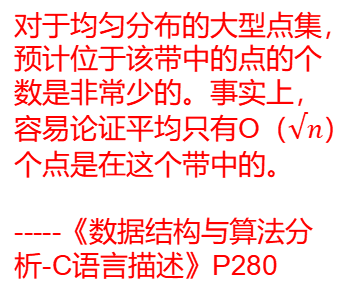 对于均匀分布的大型点集，
预计位于该带中的点的个
数是非常少的。事实上，
容易论证平均只有O（√n）
个点是在这个带中的。
-----《数据结构与算法分
析-C语言描述》P280